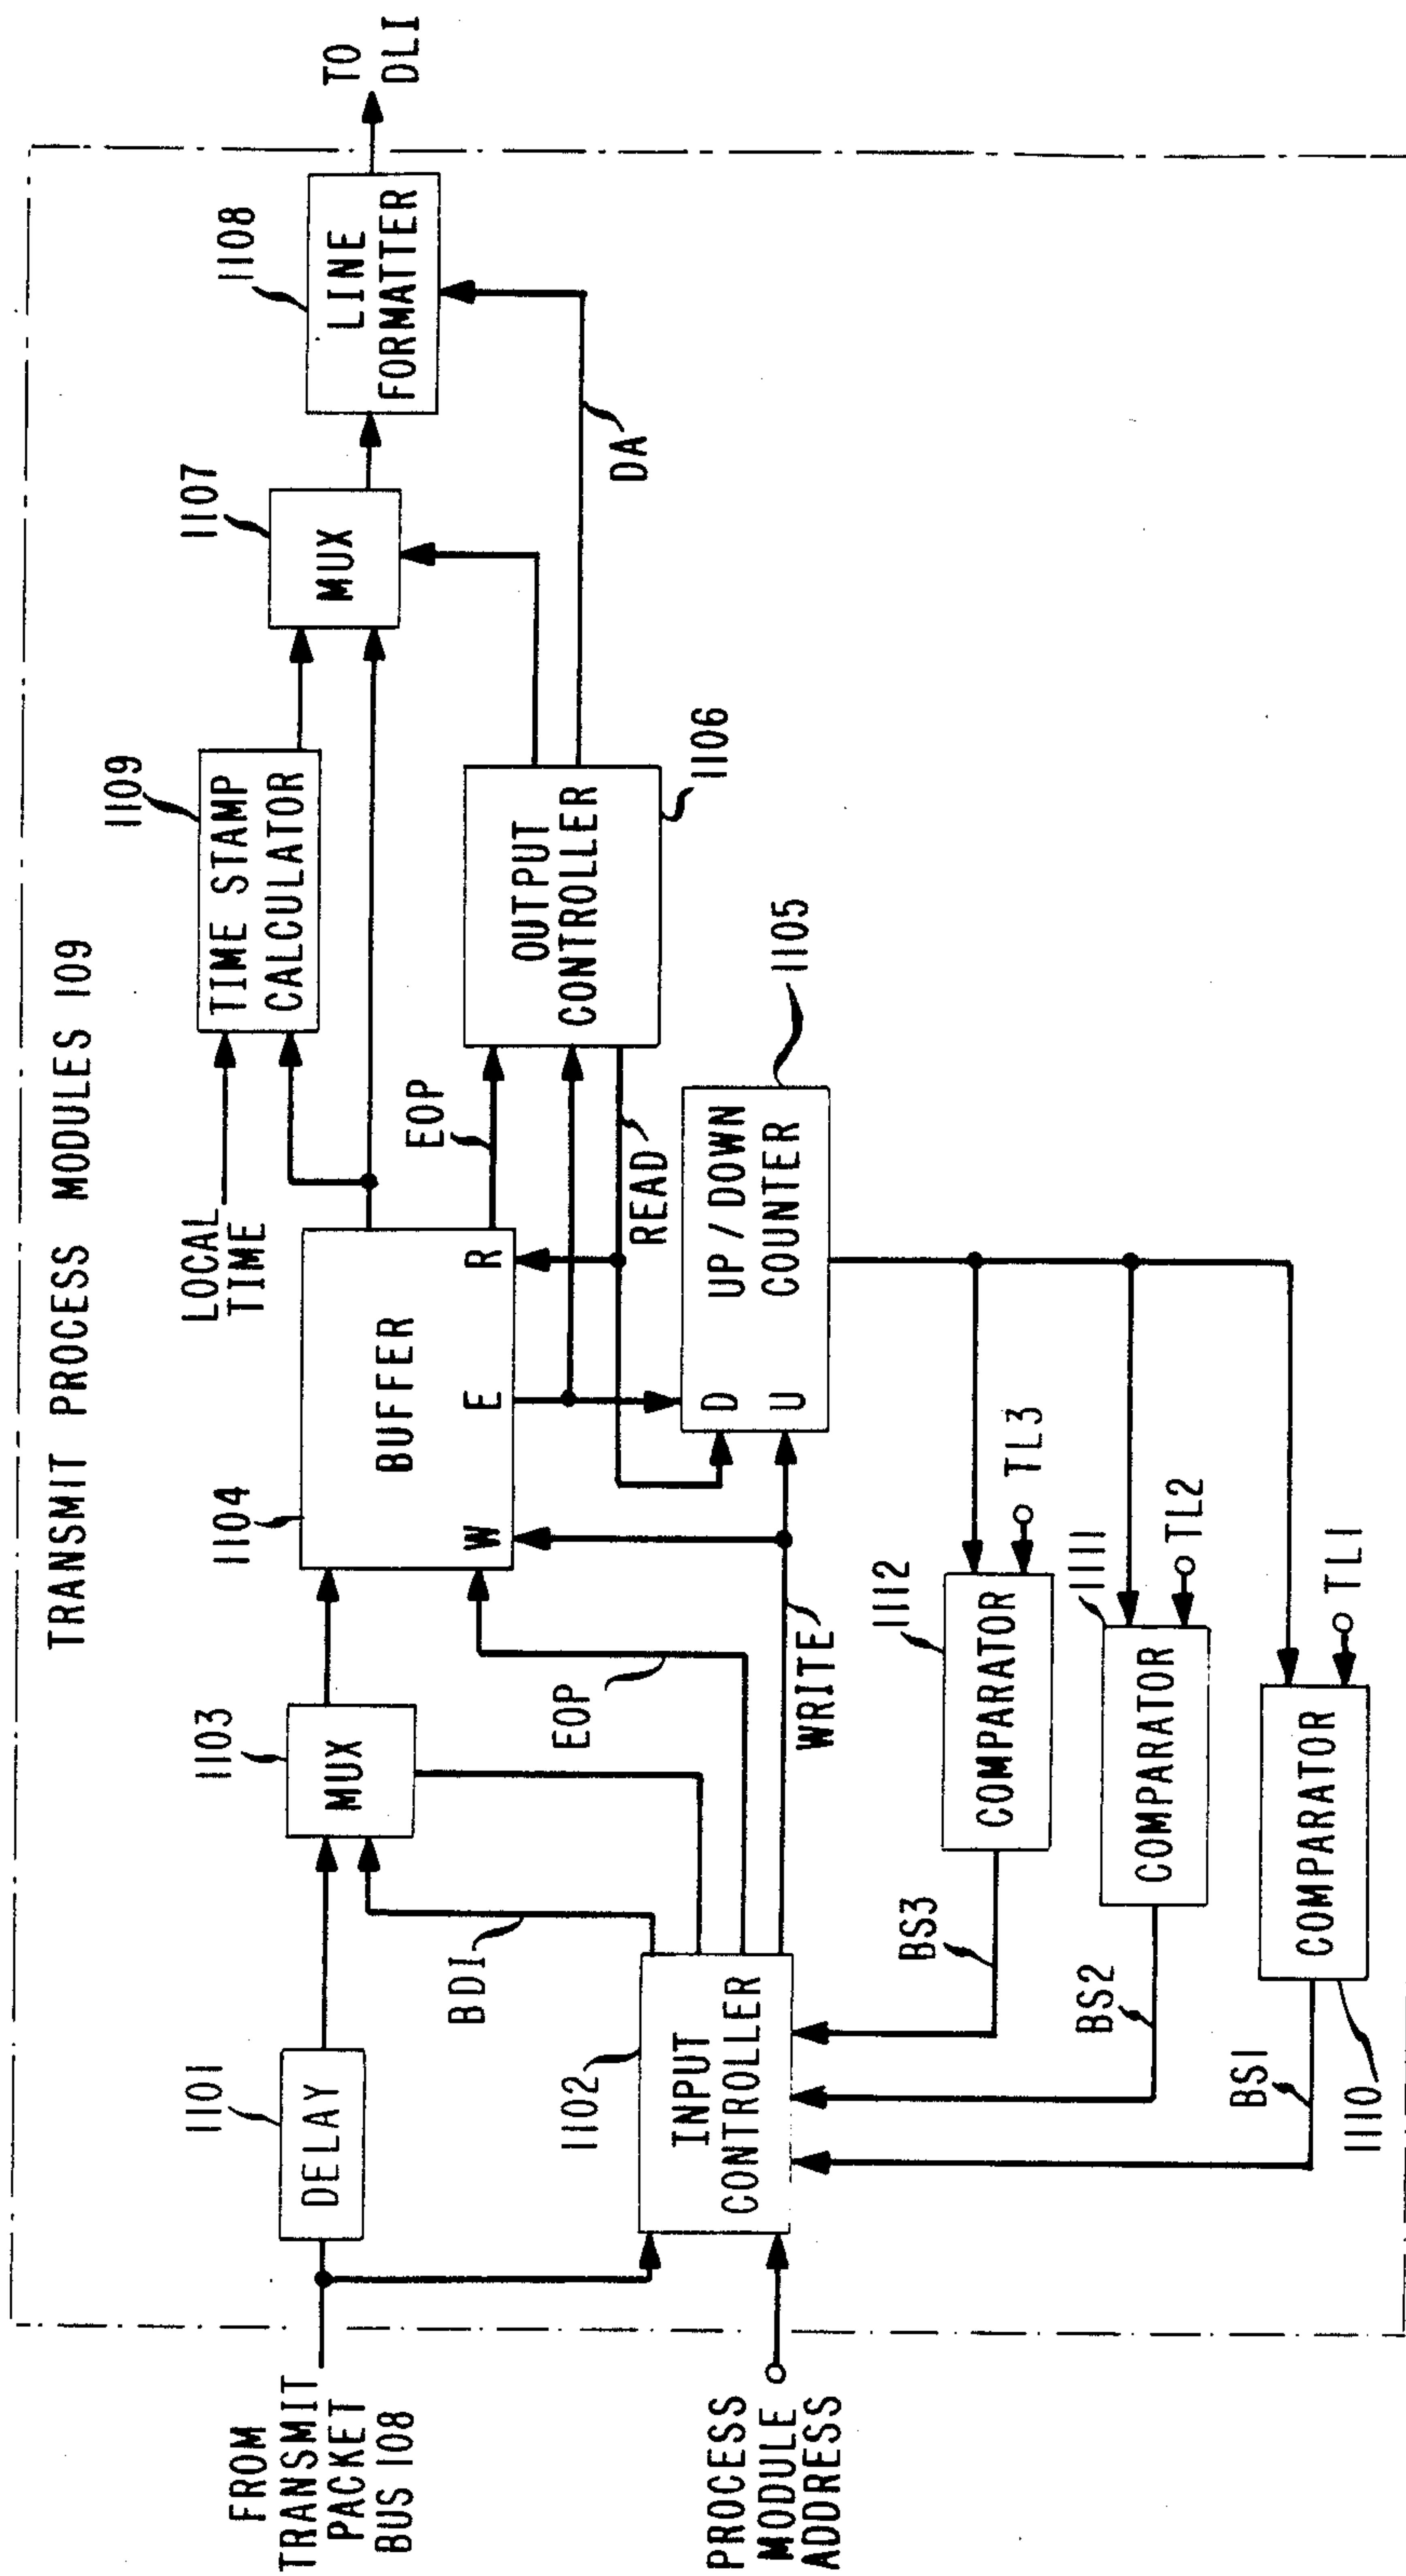 TRANSMIT PROCESS MODULES 109
FROM
TRANSMIT
PACKET
BUS 108
PROCESS
MODULE
ADDRESS
1101
DELAY
1102
INPUT
CONTROLLER
BDI
1103
MUX
EOP
WRITE
1104
BUFFER
W
E
R
LOCAL
TIME
1109
TIME STAMP
CALCULATOR
EOP
READ
OUTPUT
CONTROLLER
1106
D
U
UP/DOWN
COUNTER
1105
1107
MUX
DA
1108
LINE
FORMATTER
TO
DLI
BS3
1112
COMPARATOR
TL3
BS2
1111
COMPARATOR
TL2
BS1
1110
COMPARATOR
TL1